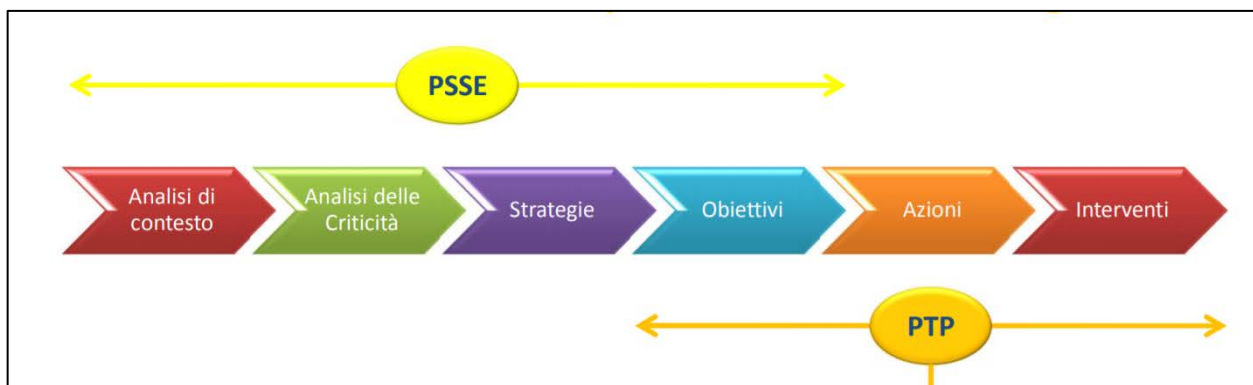 PSSE
Analisi di
contesto
Analisi delle
Criticità
Strategie
Obiettivi
Azioni
Interventi
PTP